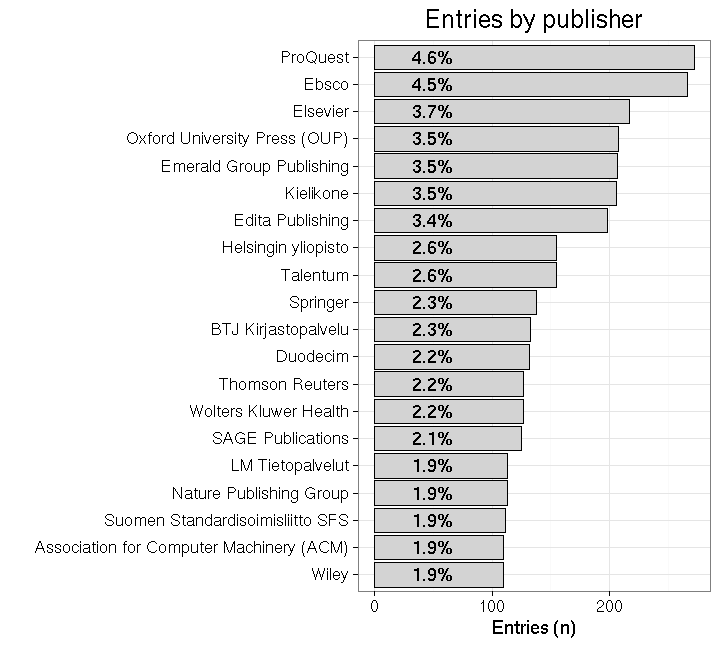 Entries by publisher
ProQuest 4.6%
Ebsco 4.5%
Elsevier 3.7%
Oxford University Press (OUP) 3.5%
Emerald Group Publishing 3.5%
Kielikone 3.5%
Edita Publishing 3.4%
Helsingin yliopisto 2.6%
Talentum 2.6%
Springer 2.3%
BTJ Kirjastopalvelu 2.3%
Duodecim 2.2%
Thomson Reuters 2.2%
Wolters Kluwer Health 2.2%
SAGE Publications 2.1%
LM Tietopalvelut 1.9%
Nature Publishing Group 1.9%
Suomen Standardisoimisliitto SFS 1.9%
Association for Computer Machinery (ACM) 1.9%
Wiley 1.9%
0 100 200
Entries (n)